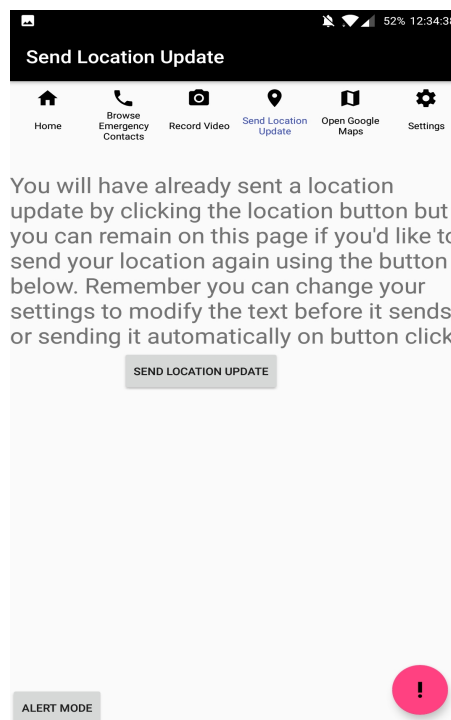 52% 12:34:38
Send Location Update
Home
Browse
Emergency
Contacts
Record Video
Send Location
Update
Open Google
Maps
Settings
You will have already sent a location
update by clicking the location button but
you can remain on this page if you'd like to
send your location again using the button
below. Remember you can change your
settings to modify the text before it sends
or sending it automatically on button click
SEND LOCATION UPDATE
ALERT MODE